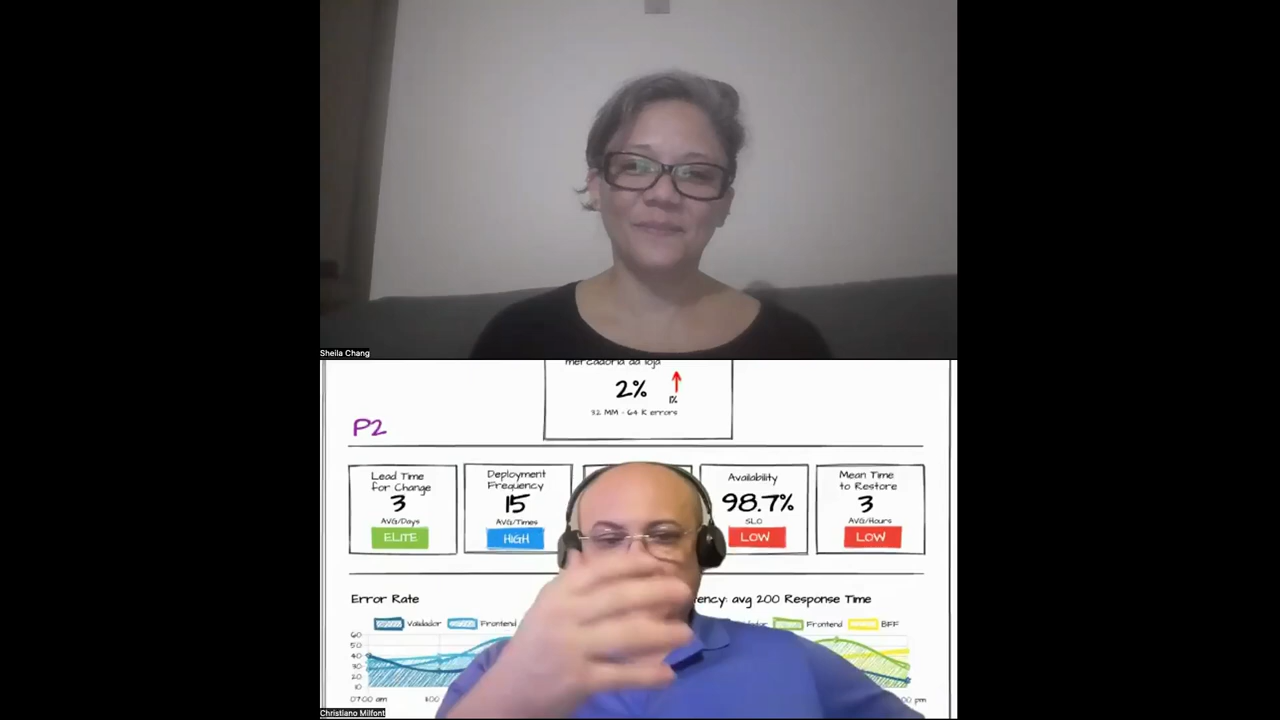 Sheila Chang
mercadoria da loja
2%
1%
3.2 MM - 64 K errors
P2
Lead Time
for Change
3
AVG/Days
ELITE
Deployment
Frequency
15
AVG/Times
HIGH
Availability
98.7%
SLO
LOW
Mean Time
to Restore
3
AVG/Hours
LOW
Error Rate
Validador
Frontend
60
50
40
30
20
10
07:00 am
avg 200 Response Time
Frontend
BFF
pm
Christiano Milfont